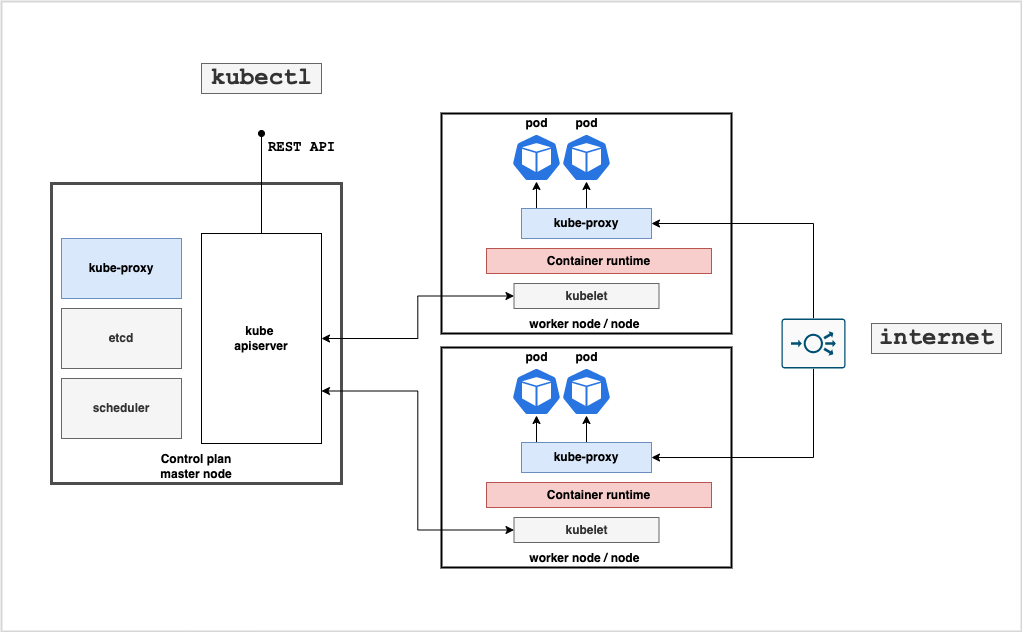 kubectl
REST API
kube-proxy
etcd
scheduler
kube
apiserver
Control plan
master node
pod pod
kube-proxy
Container runtime
kubelet
worker node / node
pod pod
kube-proxy
Container runtime
kubelet
worker node / node
internet